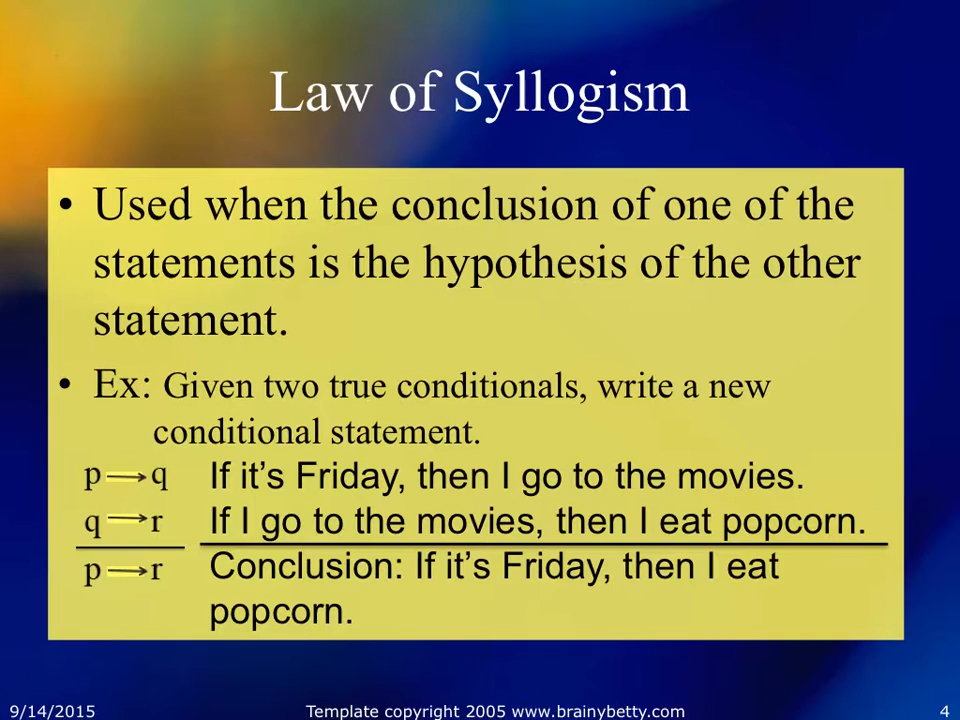 Law of Syllogism
• Used when the conclusion of one of the
statements is the hypothesis of the other
statement.
• Ex: Given two true conditionals, write a new
conditional statement.
p → q If it’s Friday, then I go to the movies.
q → r If I go to the movies, then I eat popcorn.
p → r Conclusion: If it’s Friday, then I eat
popcorn.
9/14/2015 Template copyright 2005 www.brainybetty.com 4